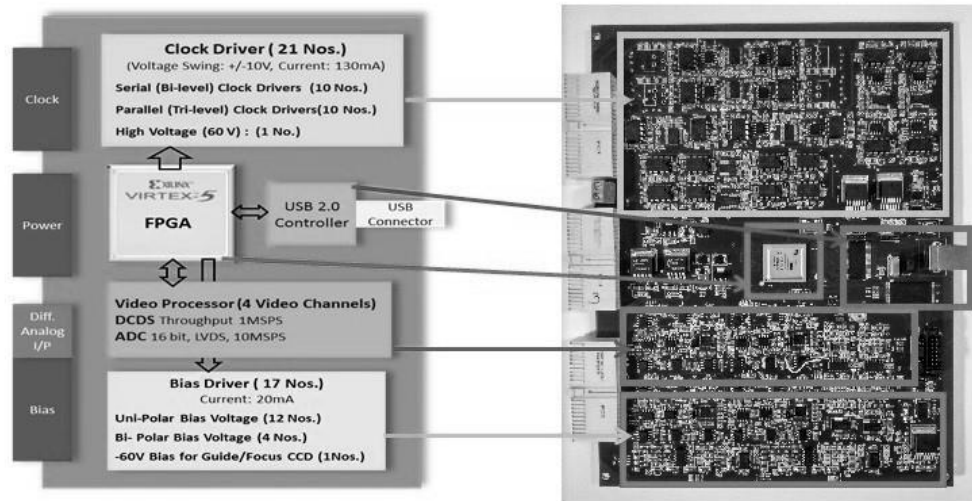 Clock Driver ( 21 Nos.)
(Voltage Swing: +/-10V, Current: 130mA)
Serial (Bi-level) Clock Drivers (10 Nos.)
Parallel (Tri-level) Clock Drivers(10 Nos.)
High Voltage (60 V) : (1 No.)
Clock
XILINX
VIRTEX-5
FPGA
USB 2.0
Controller
USB
Connector
Power
Video Processor (4 Video Channels)
DCDS Throughput 1MSPS
ADC 16 bit, LVDS, 10MSPS
Diff.
Analog
i/P
Bias Driver ( 17 Nos.)
Current: 20mA
Uni-Polar Bias Voltage (12 Nos.)
Bi- Polar Bias Voltage (4 Nos.)
-60V Bias for Guide/Focus CCD (1Nos.)
Bias
3